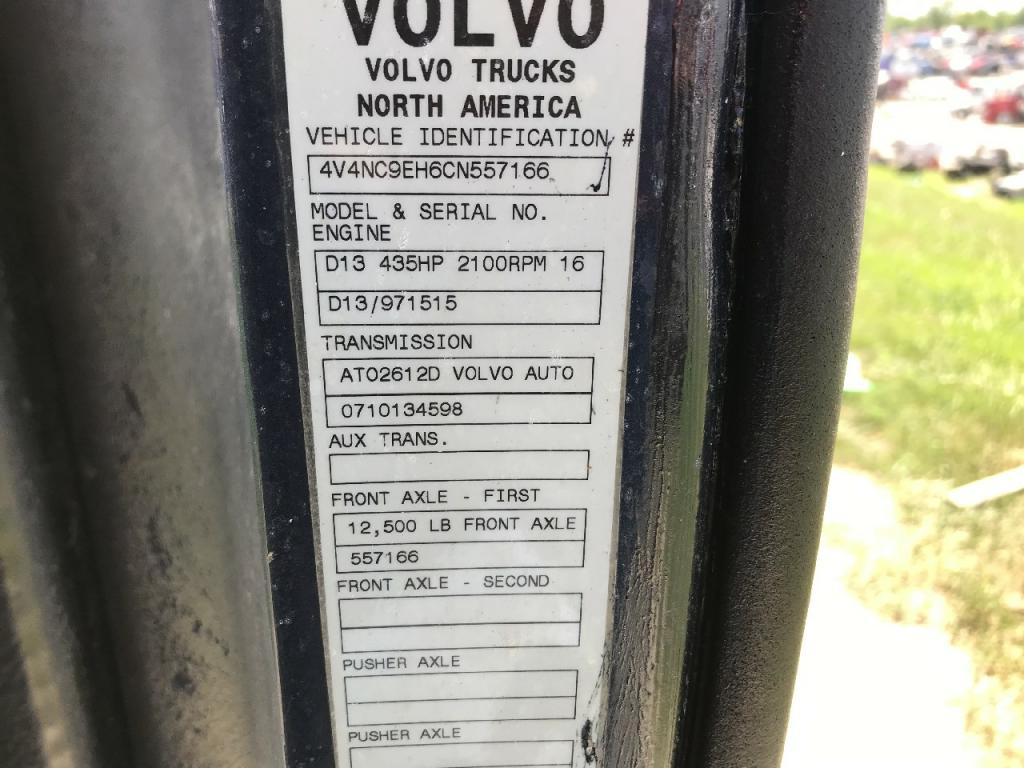 VOLVO
VOLVO TRUCKS
NORTH AMERICA
VEHICLE IDENTIFICATION #
4V4NC9EH6CN557166
MODEL & SERIAL NO.
ENGINE
D13 435HP 2100RPM 16
D13/971515
TRANSMISSION
ATO2612D VOLVO AUTO
0710134598
AUX TRANS.
FRONT AXLE - FIRST
12,500 LB FRONT AXLE
557166
FRONT AXLE - SECOND
PUSHER AXLE
PUSHER AXLE